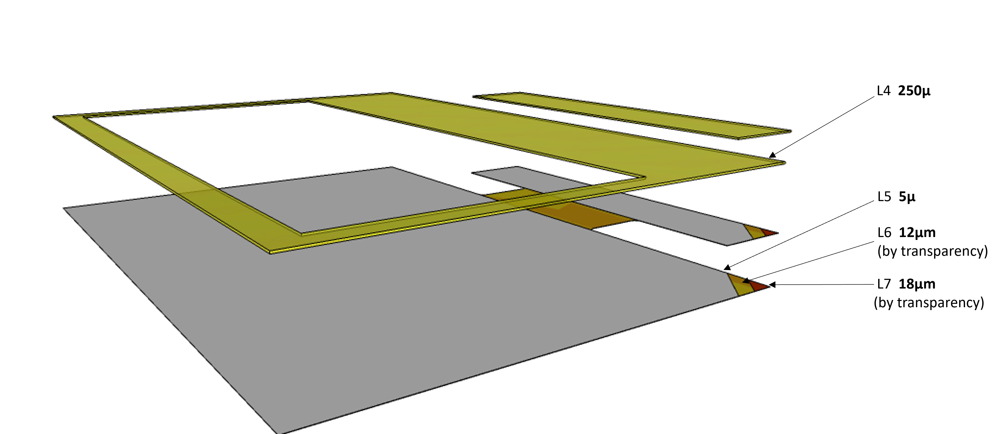 L4 250µ
L5 5µ
L6 12µm
(by transparency)
L7 18µm
(by transparency)